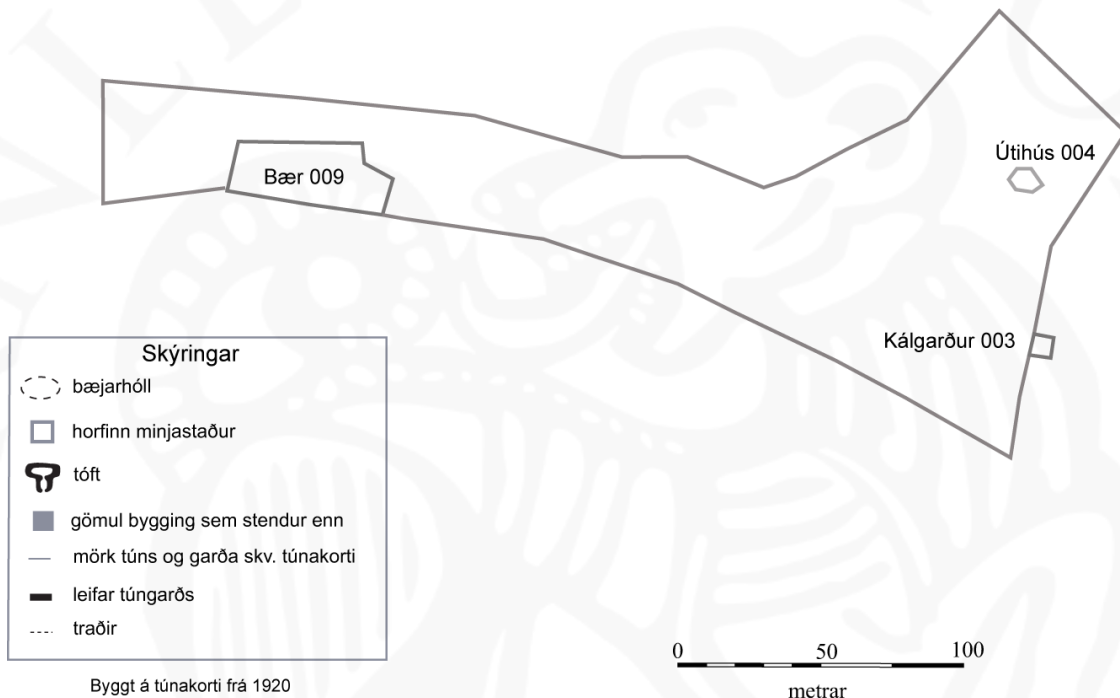 Bær 009
Útihús 004
Kálgarður 003
Skýringar
bæjarhóll
horfinn minjastaður
tóft
gömul bygging sem stendur enn
mörk túns og garða skv. túnakorti
leifar túngarðs
traðir
Byggt á túnakorti frá 1920
0 50 100
metrar